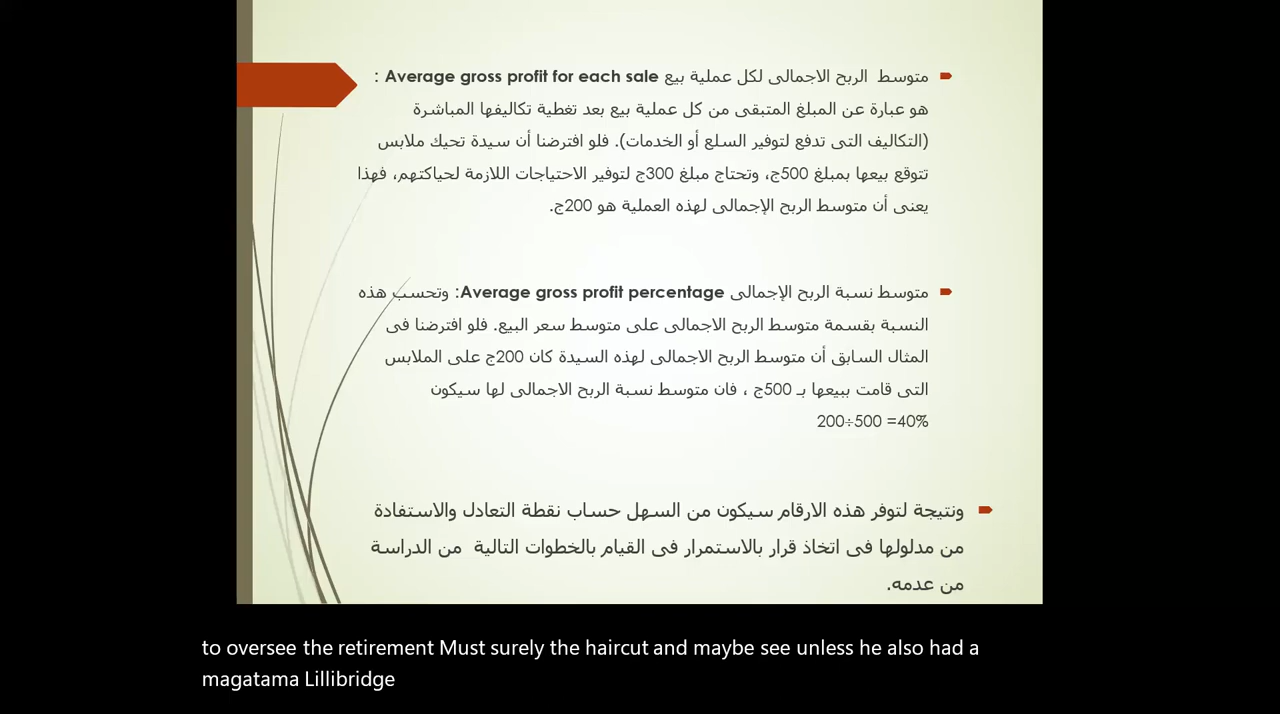 متوسط الربح الاجمالى لكل عملية بيع Average gross profit for each sale :
هو عبارة عن المبلغ المتبقى من كل عملية بيع بعد تغطية تكاليفها المباشرة
(التكاليف التى تدفع لتوفير السلع أو الخدمات). فلو افترضنا أن سيدة تحيك ملابس
تتوقع بيعها بمبلغ 500ج، وتحتاج مبلغ 300ج لتوفير الاحتياجات اللازمة لحياكتهم، فهذا
يعنى أن متوسط الربح الإجمالى لهذه العملية هو 200ج.
متوسط نسبة الربح الإجمالى Average gross profit percentage: وتحسب هذه
النسبة بقسمة متوسط الربح الاجمالى على متوسط سعر البيع. فلو افترضنا فى
المثال السابق أن متوسط الربح الاجمالى لهذه السيدة كان 200ج على الملابس
التى قامت ببيعها بـ 500ج ، فان متوسط نسبة الربح الاجمالى لها سيكون
200÷500 =40%
ونتيجة لتوفر هذه الارقام سيكون من السهل حساب نقطة التعادل والاستفادة
من مدلولها فى اتخاذ قرار بالاستمرار فى القيام بالخطوات التالية من الدراسة
من عدمه.
to oversee the retirement Must surely the haircut and maybe see unless he also had a
magatama Lillibridge